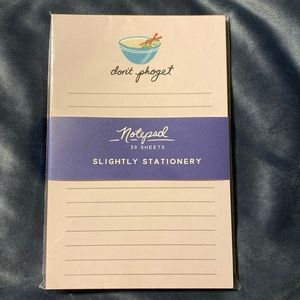 don't phoget
Notepad
50 SHEETS
SLIGHTLY STATIONERY